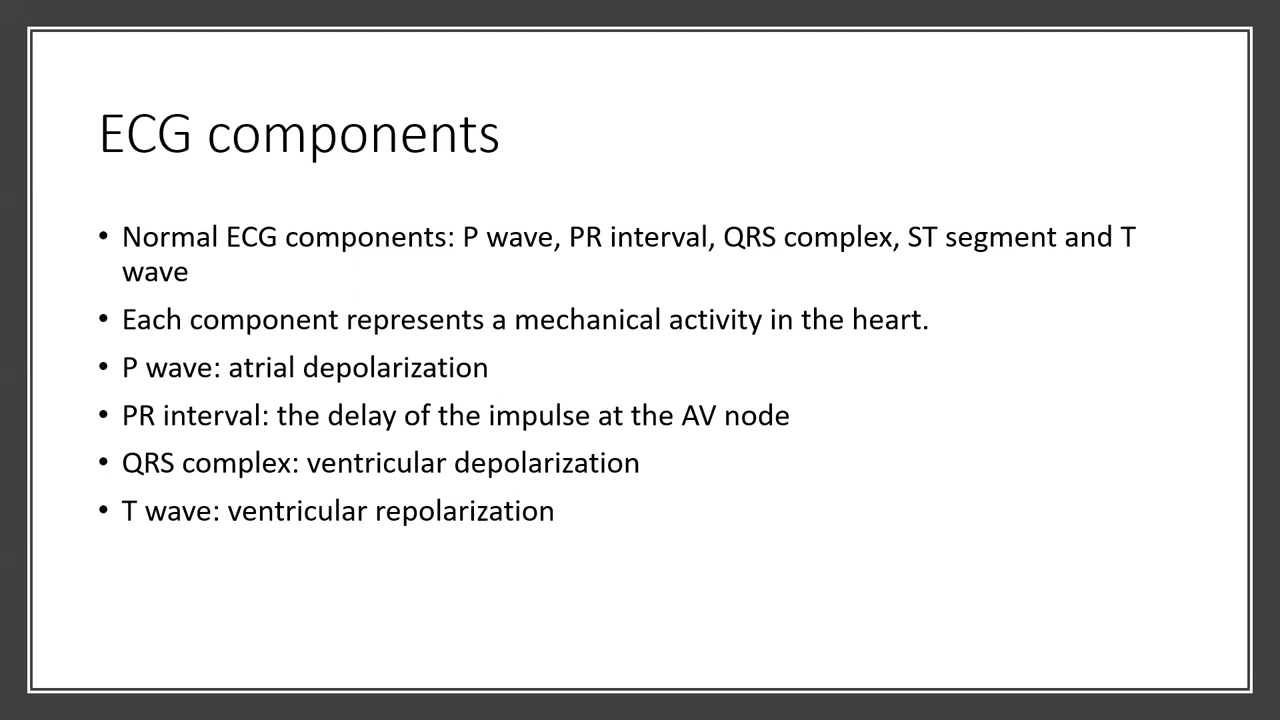 ECG components
• Normal ECG components: P wave, PR interval, QRS complex, ST segment and T
wave
• Each component represents a mechanical activity in the heart.
• P wave: atrial depolarization
• PR interval: the delay of the impulse at the AV node
• QRS complex: ventricular depolarization
• T wave: ventricular repolarization